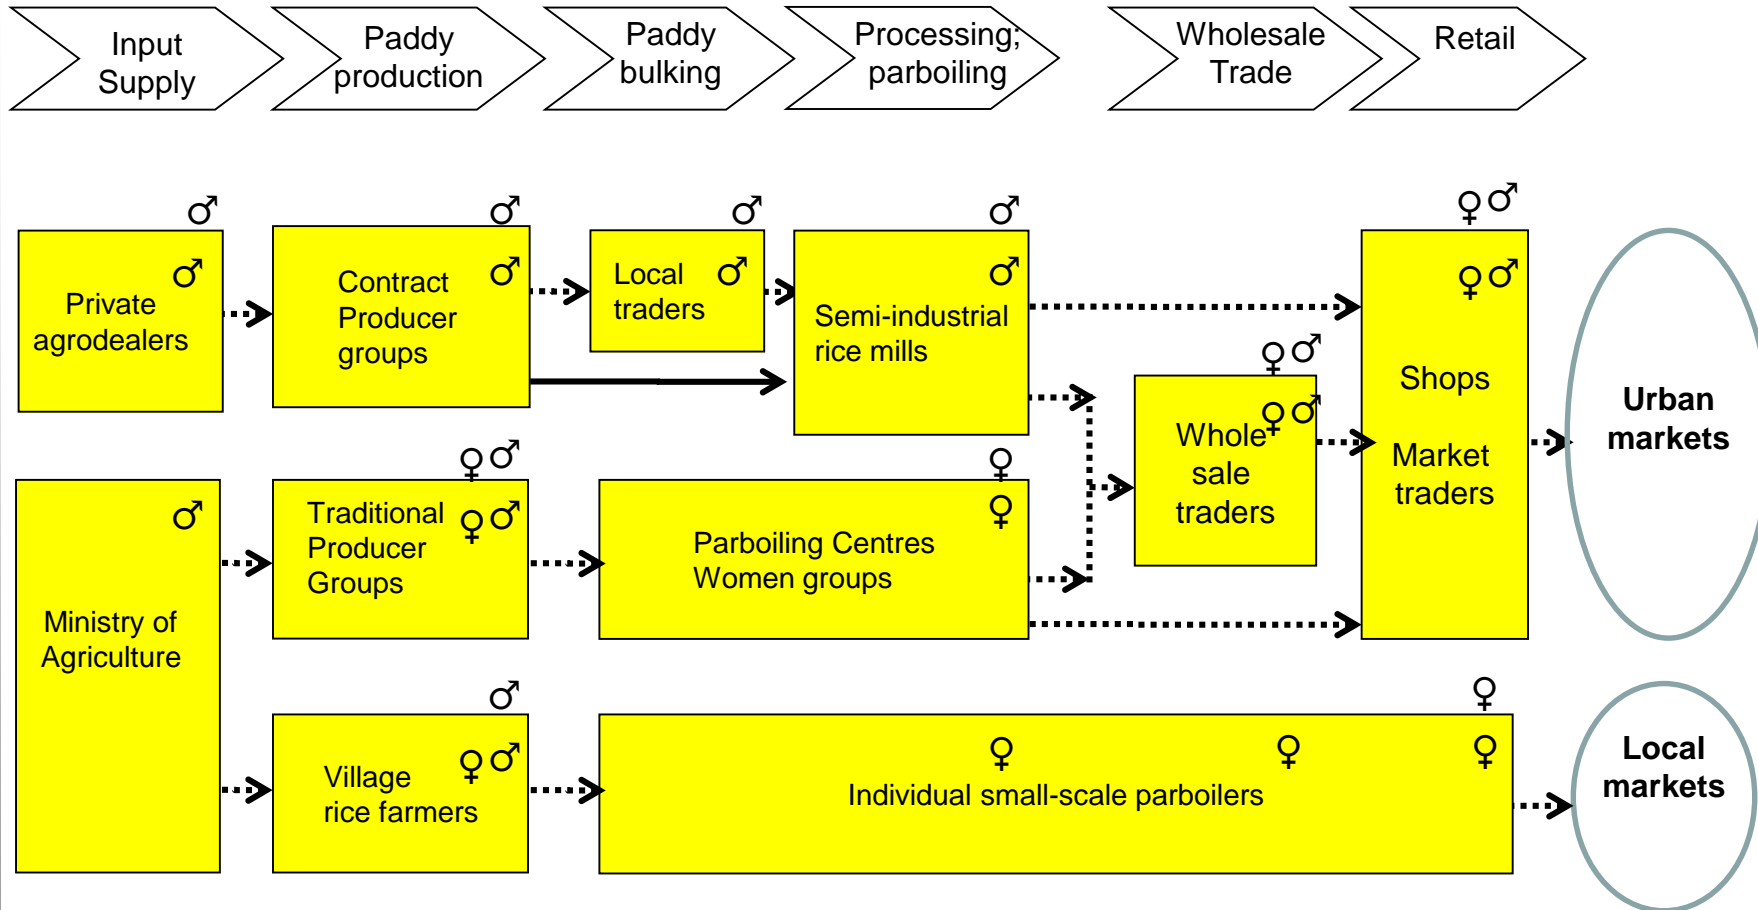 Input
Supply
Paddy
production
Paddy
bulking
Processing;
parboiling
Wholesale
Trade
Retail
♂
♂
♂
♂
♀♂
♂
Private
agrodealers
♂
Contract
Producer
groups
♂
Local
traders
♂
Semi-industrial
rice mills
♀♂
Shops
Market
traders
♀♂
♀♂
Whole
sale
traders
Urban
markets
♂
Ministry of
Agriculture
♀♂
♀♂
Traditional
Producer
Groups
♀
♀
Parboiling Centres
Women groups
♂
♀♂
Village
rice farmers
♀
♀
♀
♀
Individual small-scale parboilers
Local
markets